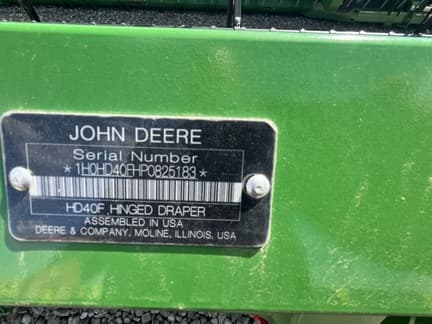 JOHN DEERE
Serial Number
*1H0HD40FHP0825183*
HD40F HINGED DRAPER
ASSEMBLED IN USA
DEERE & COMPANY, MOLINE, ILLINOIS, USA